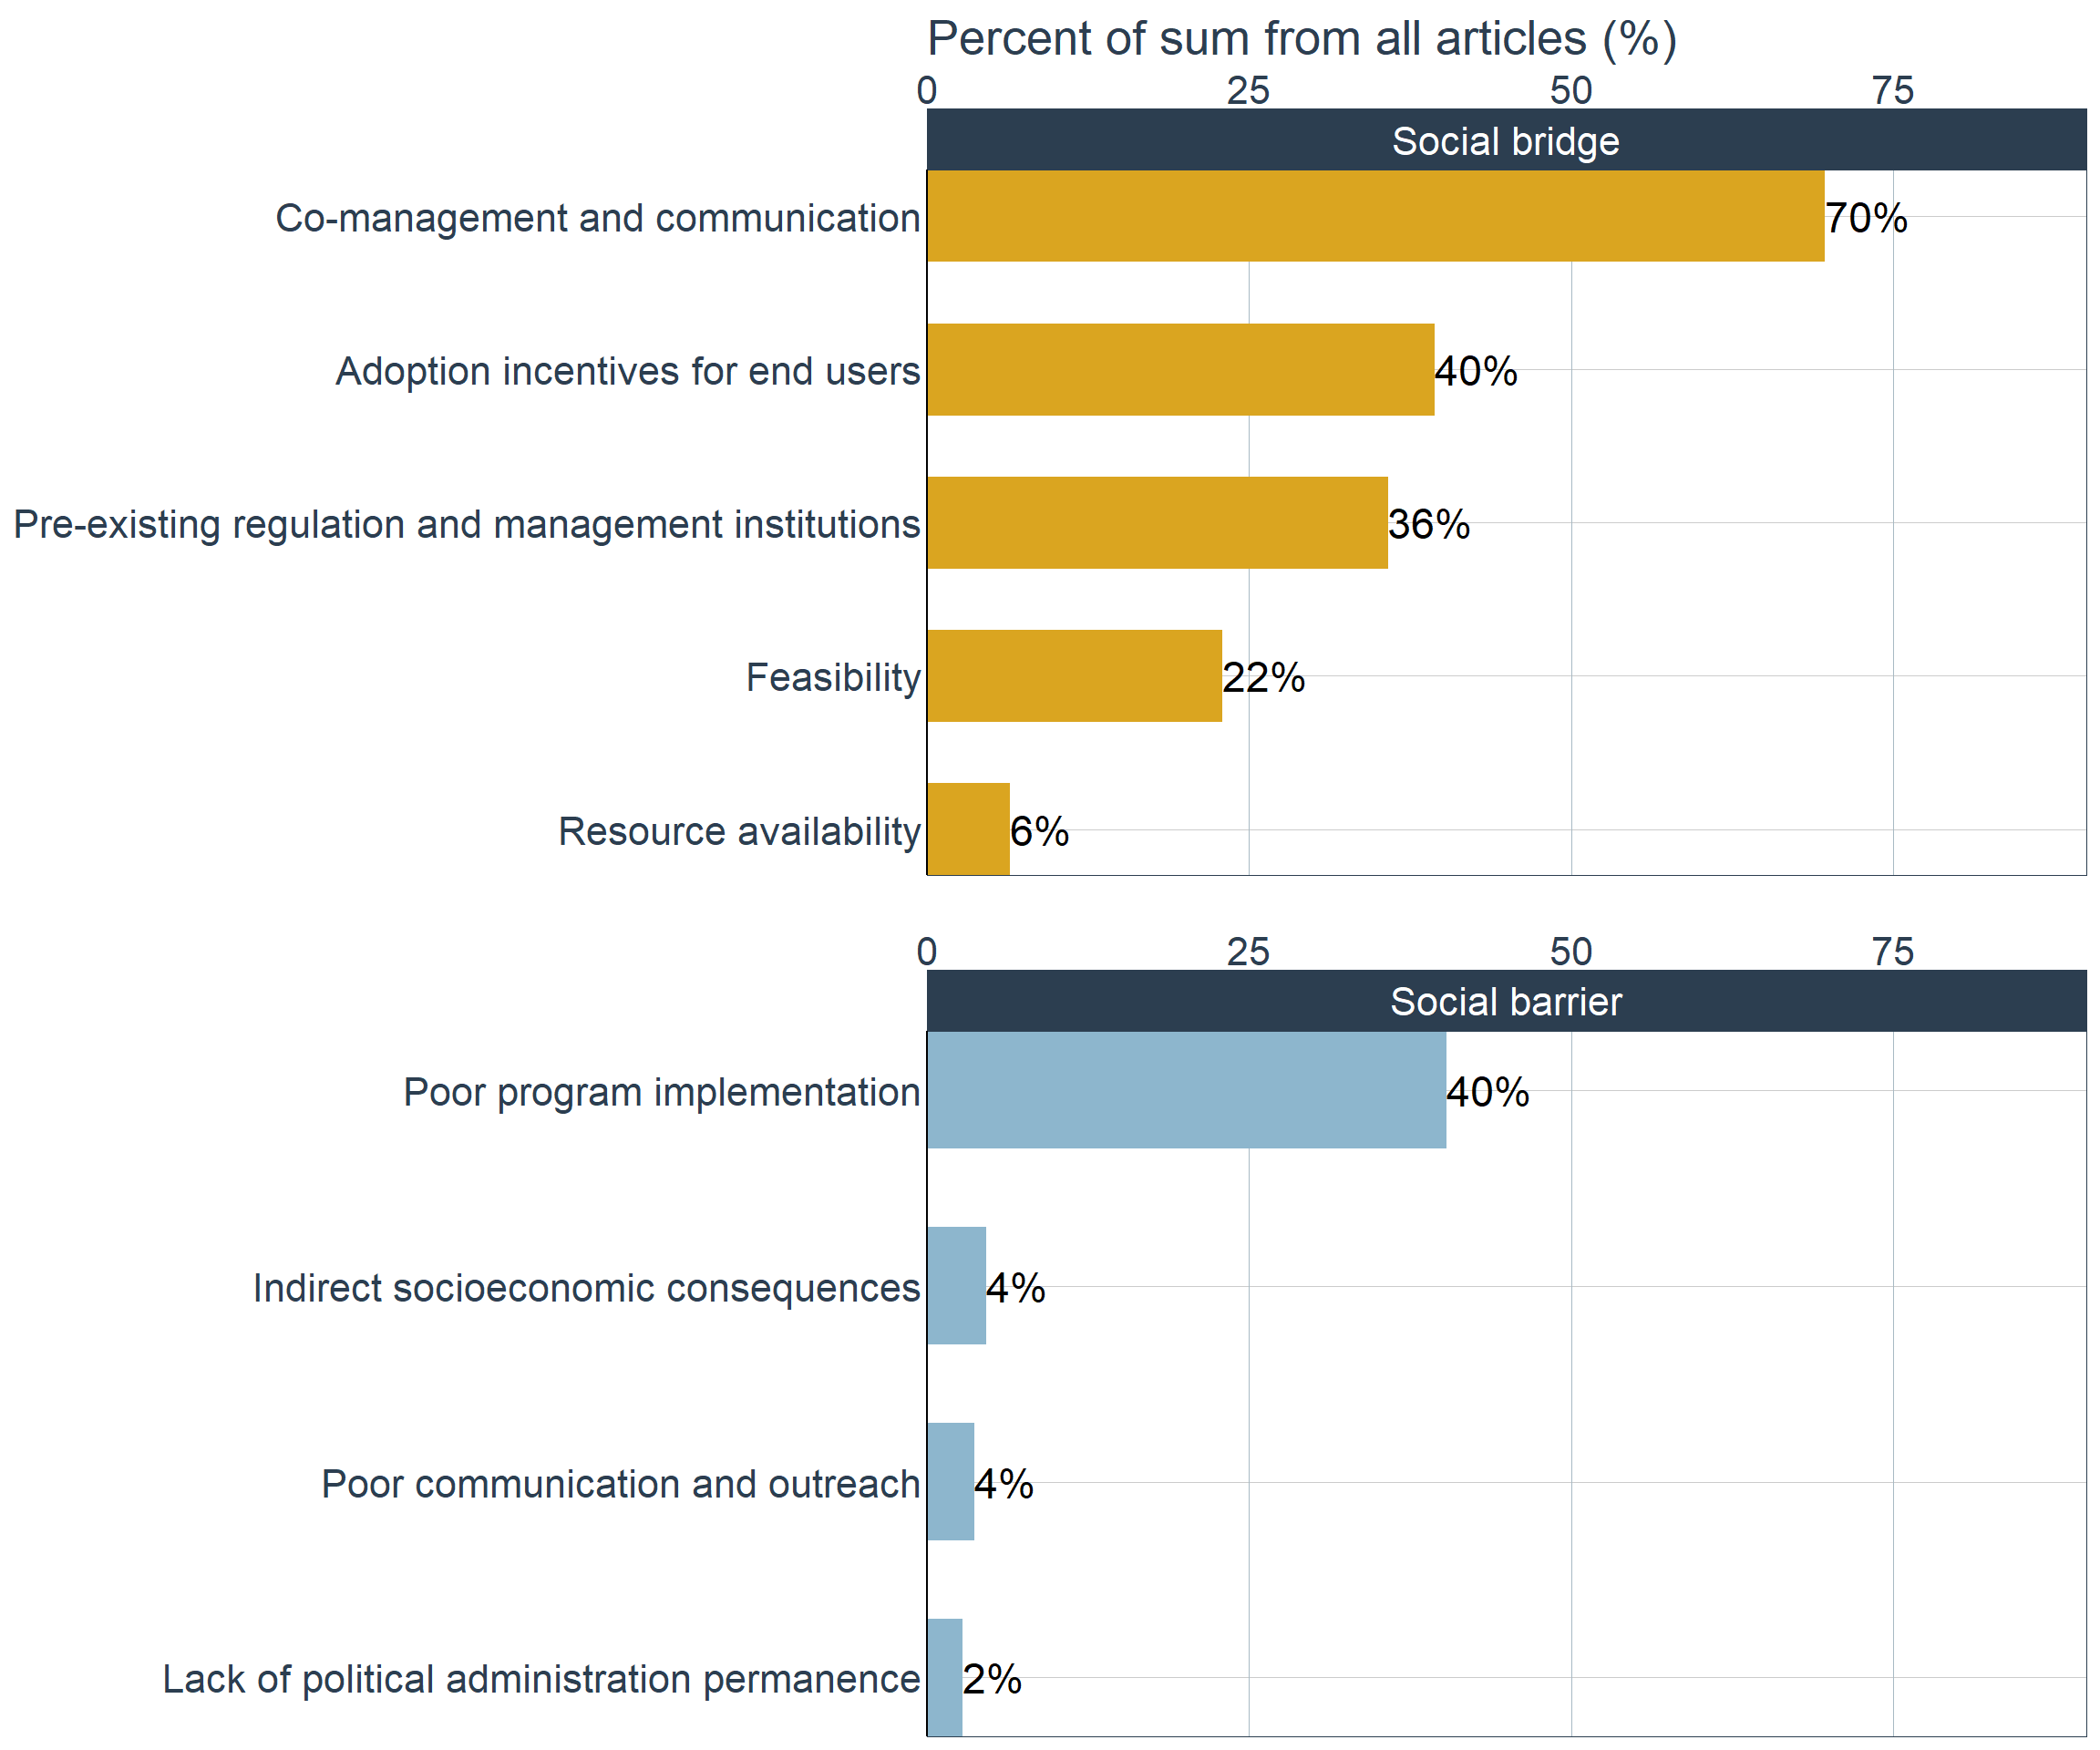 Percent of sum from all articles (%)
0 25 50 75
Social bridge
Co-management and communication 70%
Adoption incentives for end users 40%
Pre-existing regulation and management institutions 36%
Feasibility 22%
Resource availability 6%
0 25 50 75
Social barrier
Poor program implementation 40%
Indirect socioeconomic consequences 4%
Poor communication and outreach 4%
Lack of political administration permanence 2%